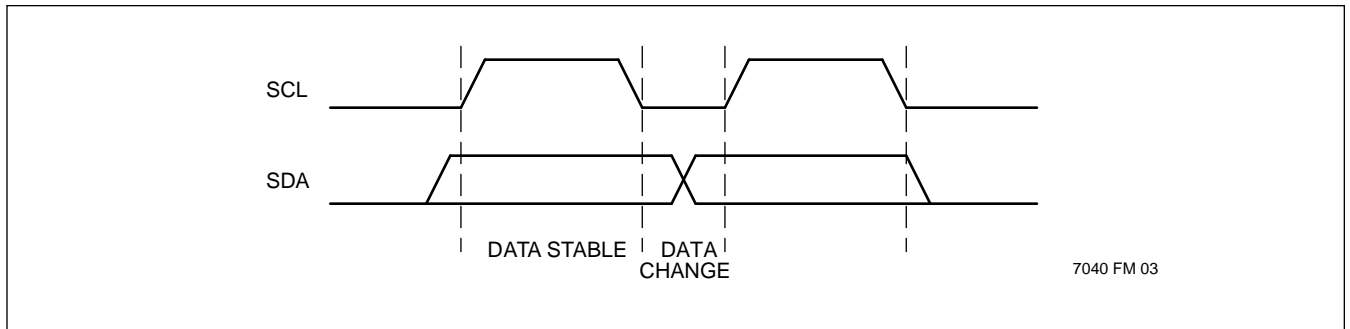 SCL
SDA
DATA STABLE
DATA
CHANGE
7040 FM 03